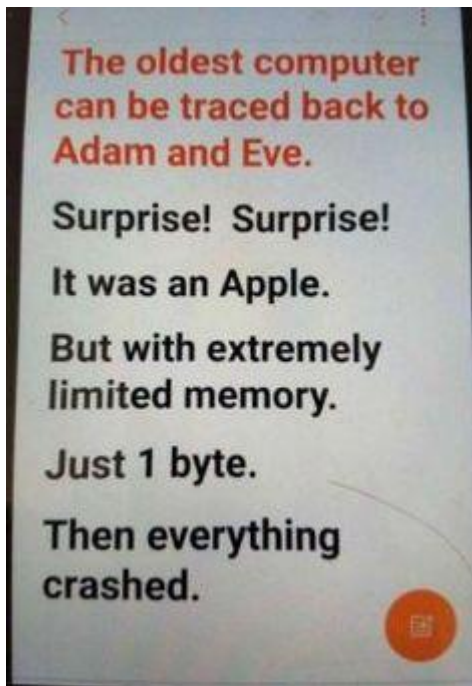 The oldest computer
can be traced back to
Adam and Eve.
Surprise!  Surprise!
It was an Apple.
But with extremely
limited memory.
Just 1 byte.
Then everything
crashed.